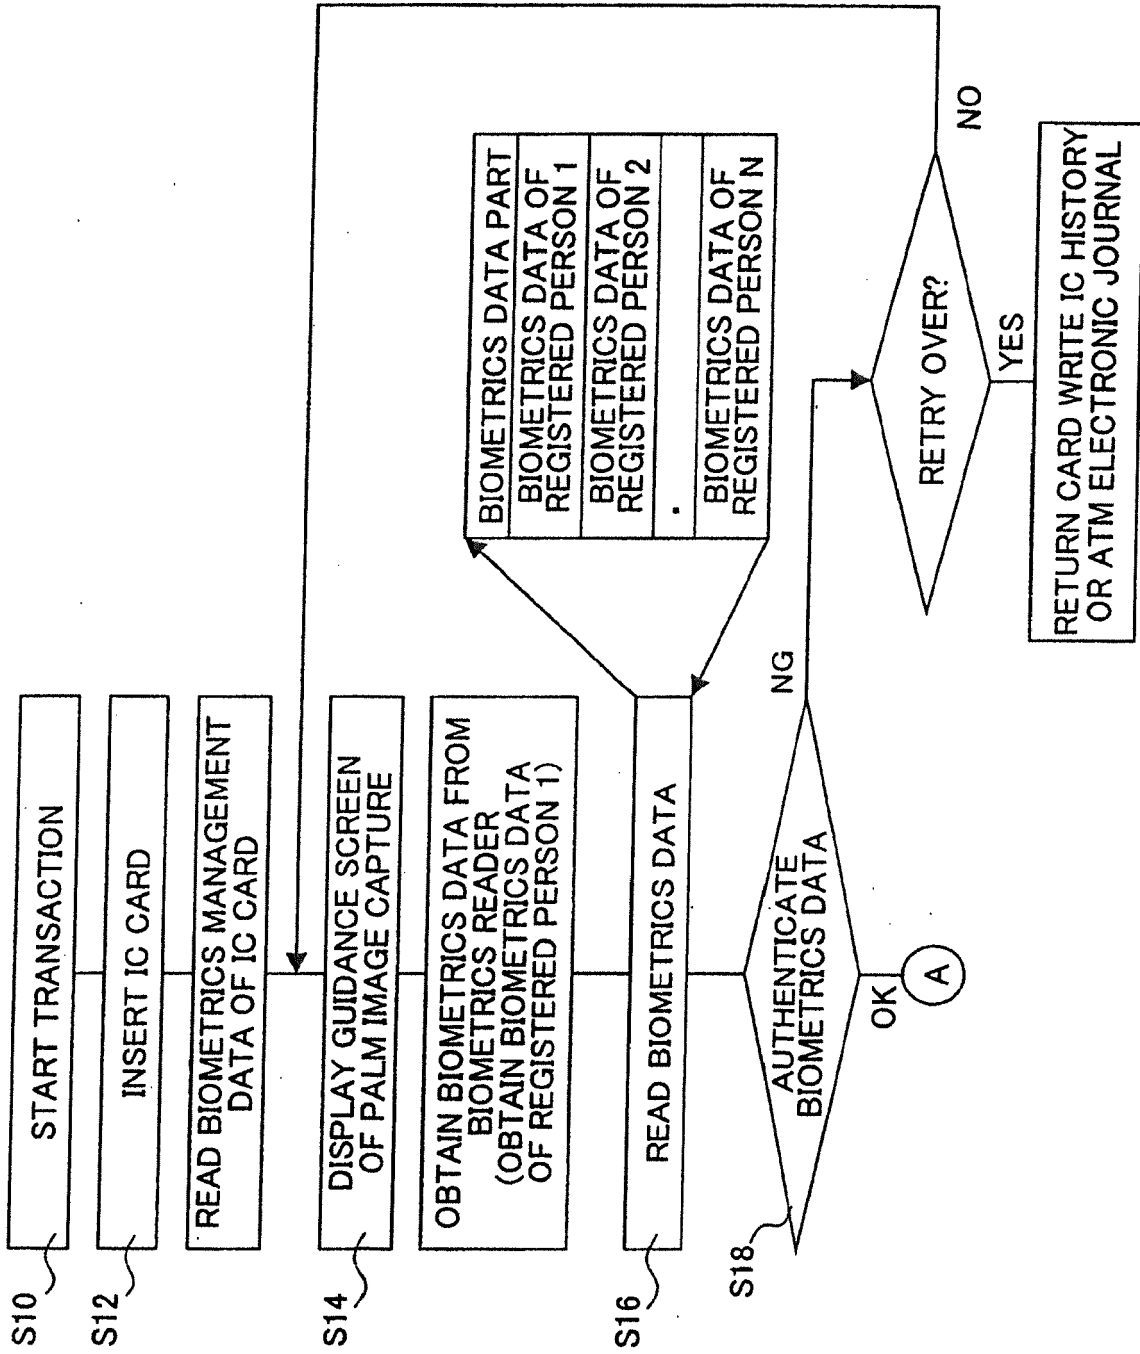 S10
START TRANSACTION
S12
INSERT IC CARD
READ BIOMETRICS MANAGEMENT
DATA OF IC CARD
S14
DISPLAY GUIDANCE SCREEN
OF PALM IMAGE CAPTURE
OBTAIN BIOMETRICS DATA FROM
BIOMETRICS READER
(OBTAIN BIOMETRICS DATA
OF REGISTERED PERSON 1)
S16
READ BIOMETRICS DATA
BIOMETRICS DATA PART
BIOMETRICS DATA OF
REGISTERED PERSON 1
BIOMETRICS DATA OF
REGISTERED PERSON 2
.
BIOMETRICS DATA OF
REGISTERED PERSON N
S18
AUTHENTICATE
BIOMETRICS DATA
NG
OK
A
RETRY OVER?
NO
YES
RETURN CARD WRITE IC HISTORY
OR ATM ELECTRONIC JOURNAL